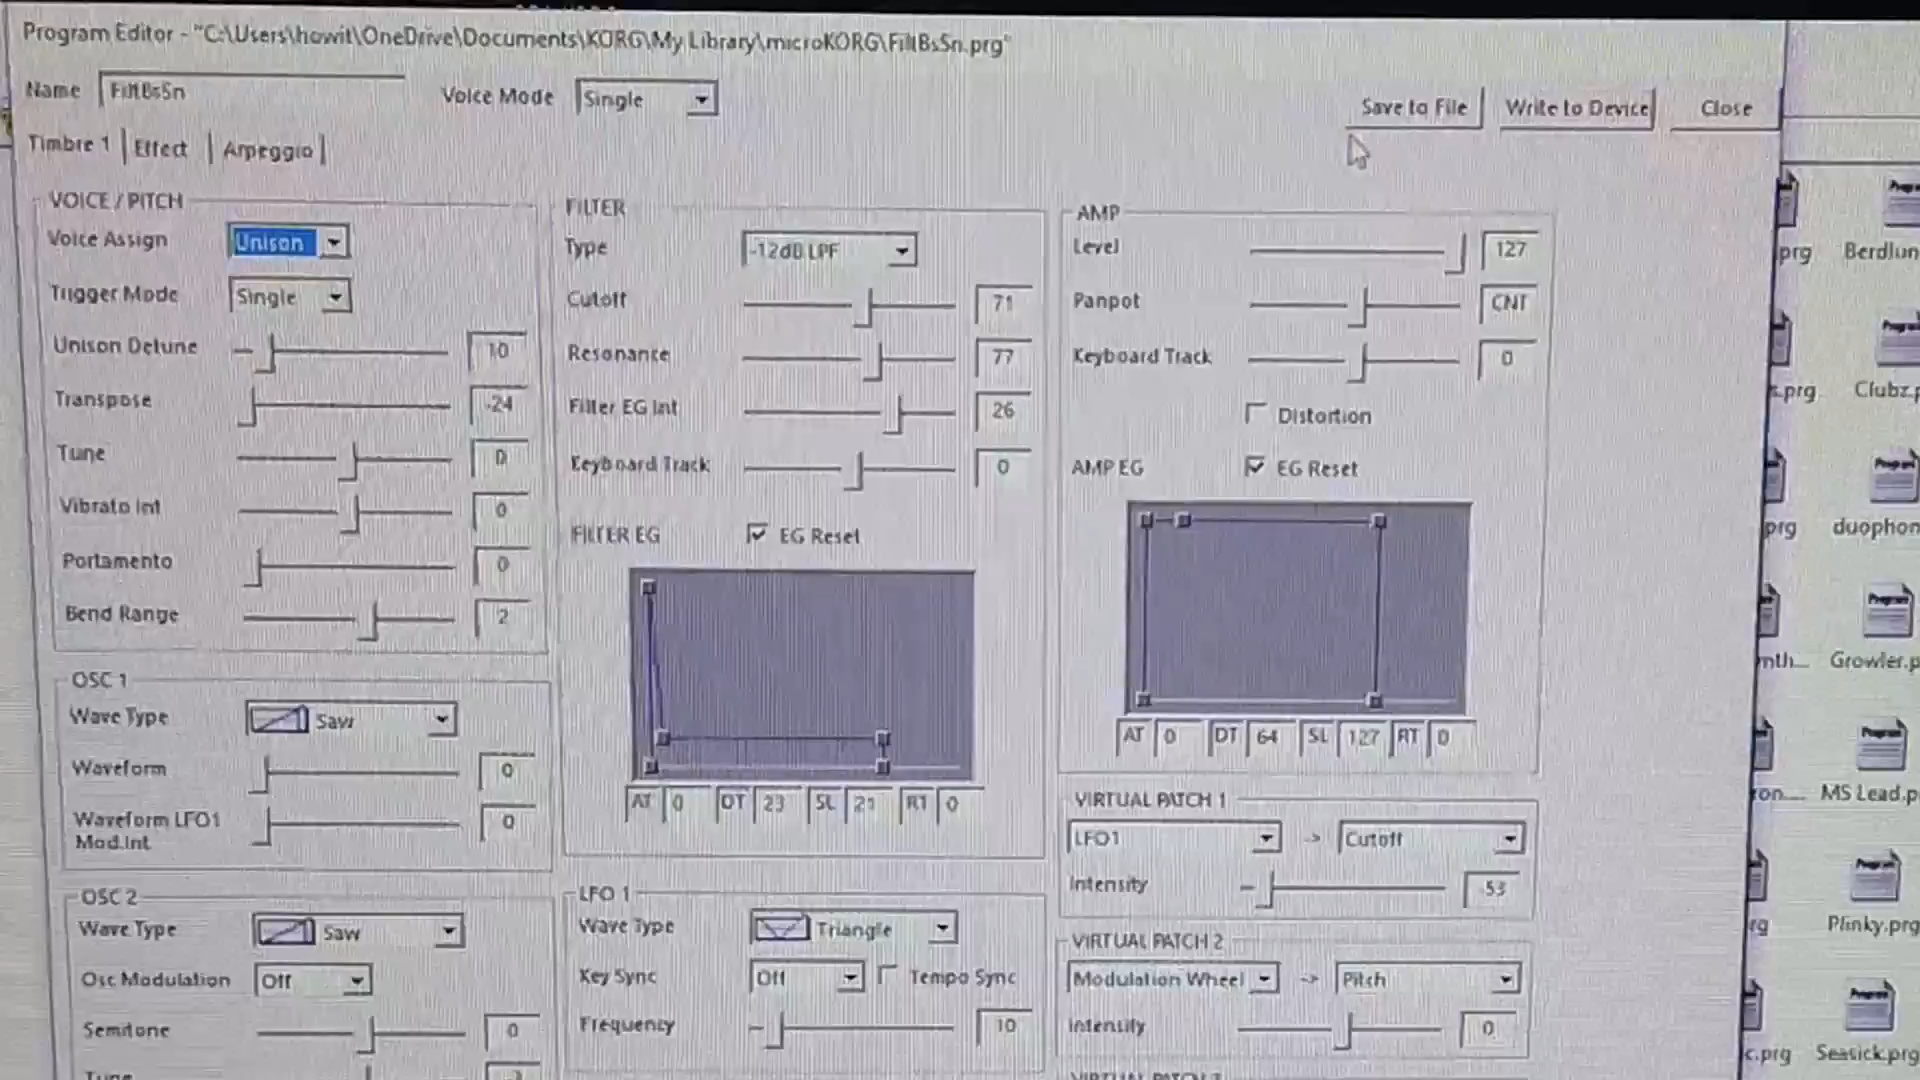 Program Editor - "C:\Users\howit\OneDrive\Documents\KORG\My Library\microKORG\FiltBsSn.prg"
Name FiltBsSn Voice Mode Single Save to File Write to Device Close
Timbre 1 Effect Arpeggio
VOICE / PITCH
Voice Assign Unison
Trigger Mode Single
Unison Detune 10
Transpose -24
Tune 0
Vibrato Int 0
Portamento 0
Bend Range 2
OSC 1
Wave Type Saw
Waveform 0
Waveform LFO1 Mod.Int 0
OSC 2
Wave Type Saw
Osc Modulation Off
Semitone 0
Tune
FILTER
Type -12dB LPF
Cutoff 71
Resonance 77
Filter EG Int 26
Keyboard Track 0
FILTER EG EG Reset
AT 0 DT 23 SL 21 RT 0
LFO 1
Wave Type Triangle
Key Sync Off Tempo Sync
Frequency 10
AMP
Level 127
Panpot CNT
Keyboard Track 0
Distortion
AMP EG EG Reset
AT 0 DT 64 SL 127 RT 0
VIRTUAL PATCH 1
LFO1 -> Cutoff
Intensity -53
VIRTUAL PATCH 2
Modulation Wheel -> Pitch
Intensity 0
prg Berdlun
s.prg Clubz.p
prg duophon
nth... Growler.p
ron.... MS Lead.p
rg Plinky.prg
c.prg Seasick.prg